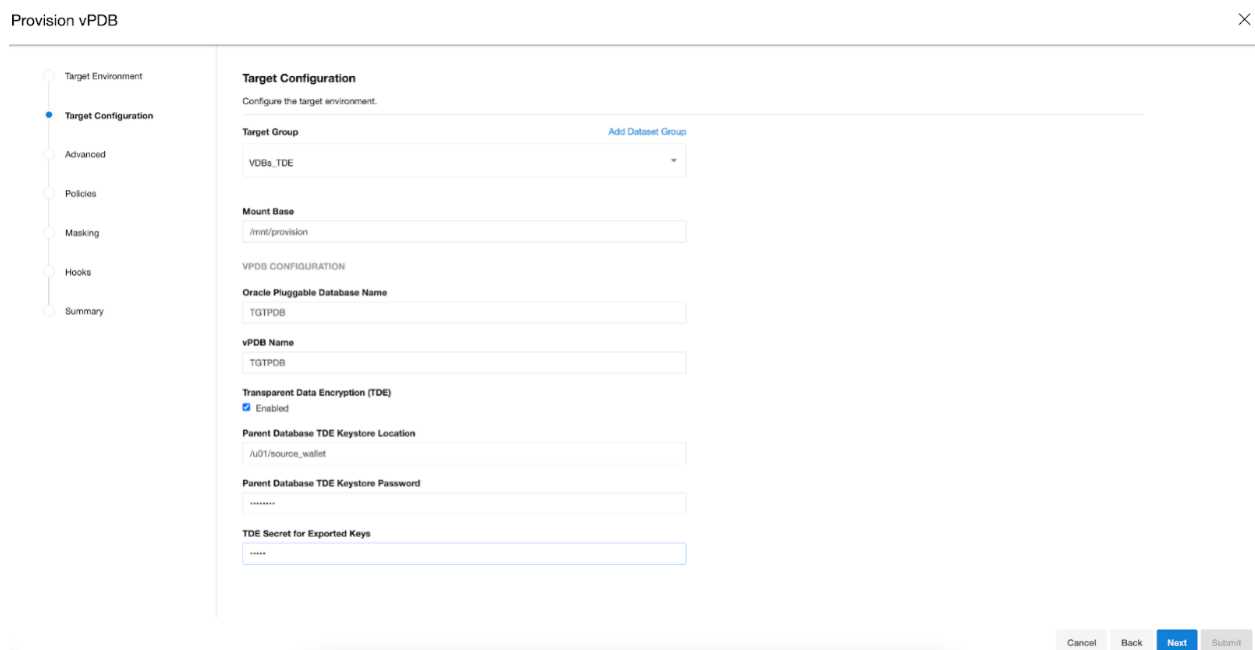 Provision vPDB
Target Environment
Target Configuration
Advanced
Policies
Masking
Hooks
Summary
Target Configuration
Configure the target environment.
Target Group
Add Dataset Group
VDBs_TDE
Mount Base
/mnt/provision
VPDB CONFIGURATION
Oracle Pluggable Database Name
TGTPDB
vPDB Name
TGTPDB
Transparent Data Encryption (TDE)
Enabled
Parent Database TDE Keystore Location
/u01/source_wallet
Parent Database TDE Keystore Password
••••••••
TDE Secret for Exported Keys
•••••
Cancel
Back
Next
Submit